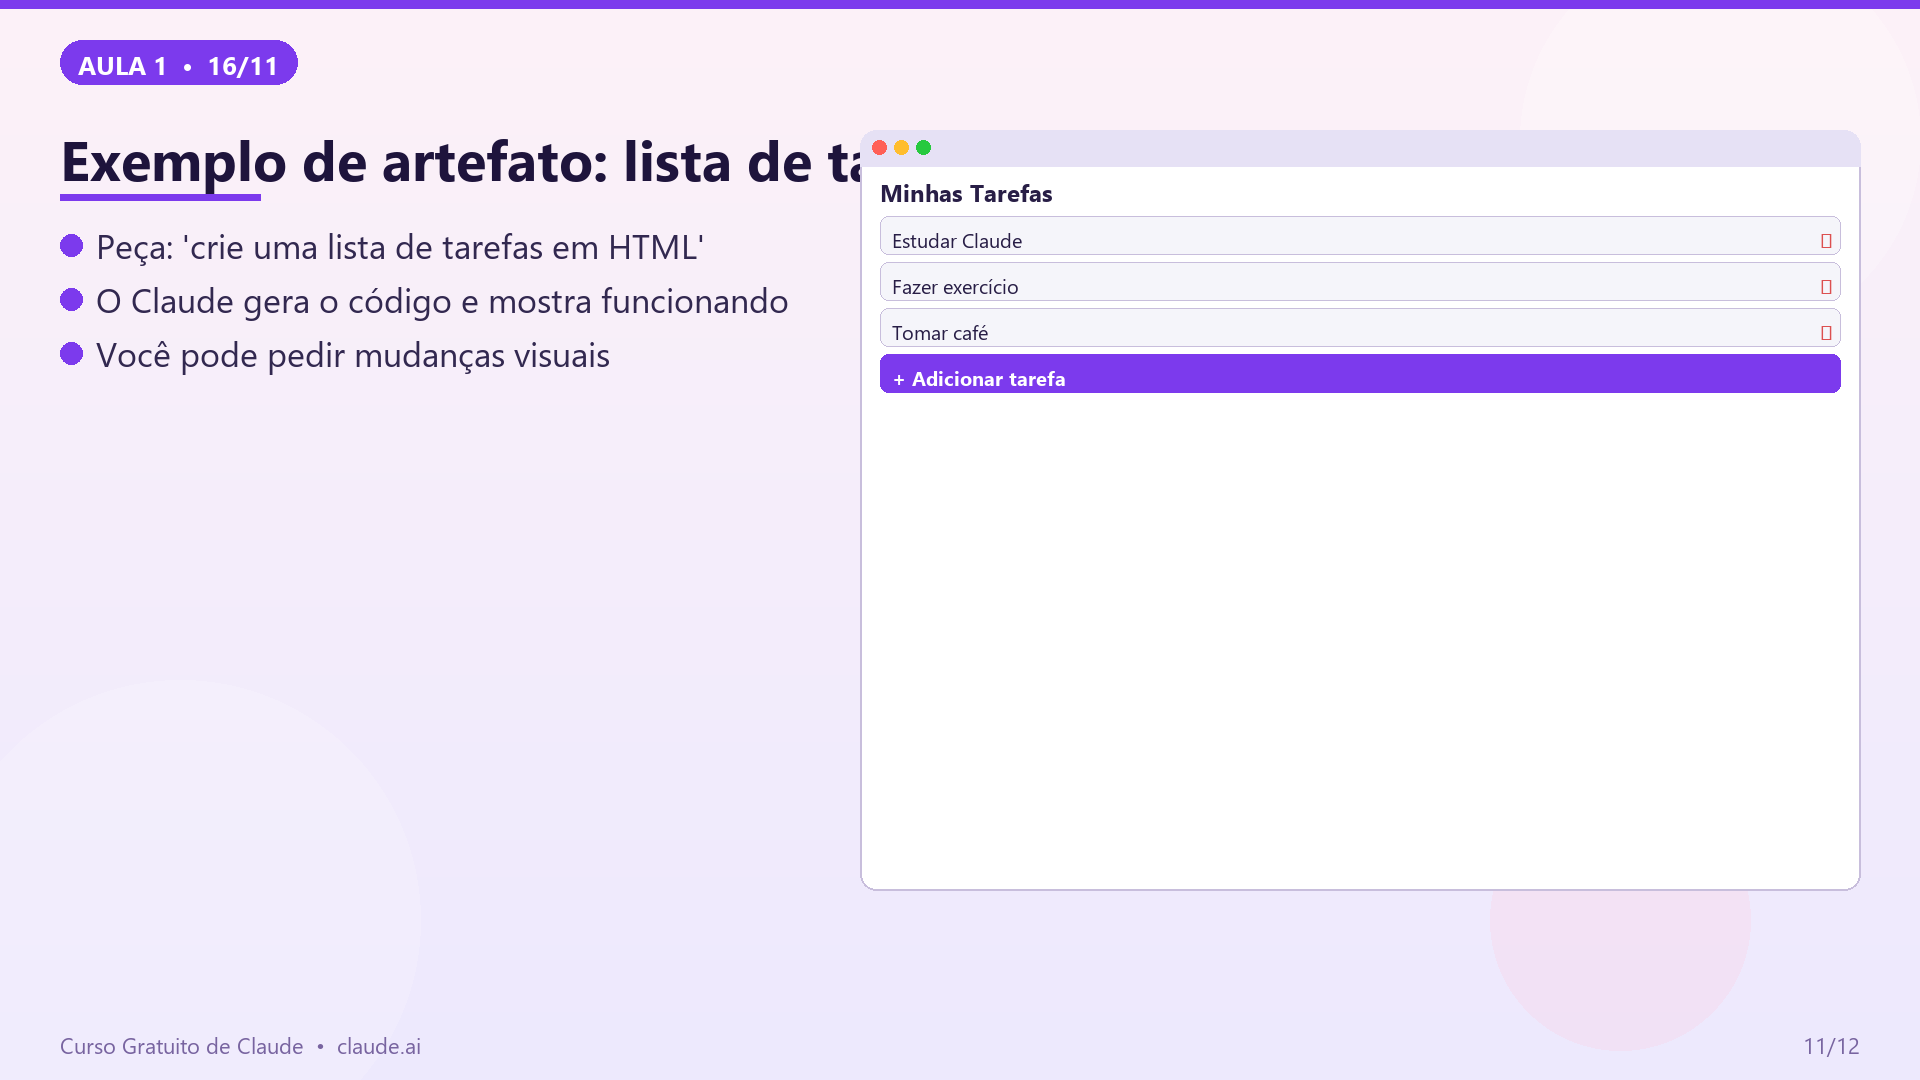 AULA 1 • 16/11
Exemplo de artefato: lista de ta
Peça: 'crie uma lista de tarefas em HTML'
O Claude gera o código e mostra funcionando
Você pode pedir mudanças visuais
Minhas Tarefas
Estudar Claude
Fazer exercício
Tomar café
+ Adicionar tarefa
Curso Gratuito de Claude • claude.ai
11/12